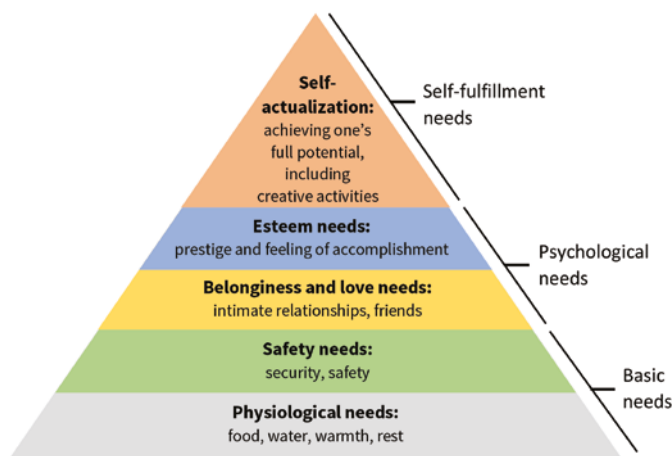 Self-
actualization:
achieving one's
full potential,
including
creative activities
Self-fulfillment
needs
Esteem needs:
prestige and feeling of accomplishment
Psychological
needs
Belonginess and love needs:
intimate relationships, friends
Safety needs:
security, safety
Basic
needs
Physiological needs:
food, water, warmth, rest